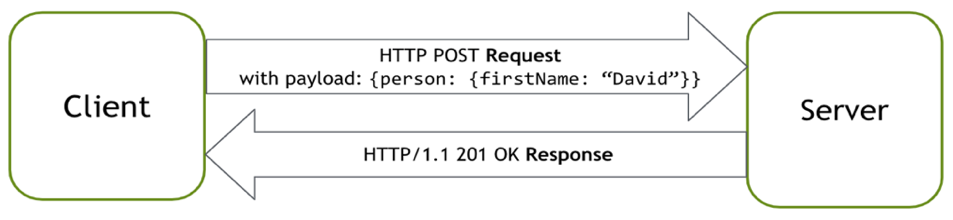 Client
HTTP POST Request
with payload: {person: {firstName: “David”}}
HTTP/1.1 201 OK Response
Server